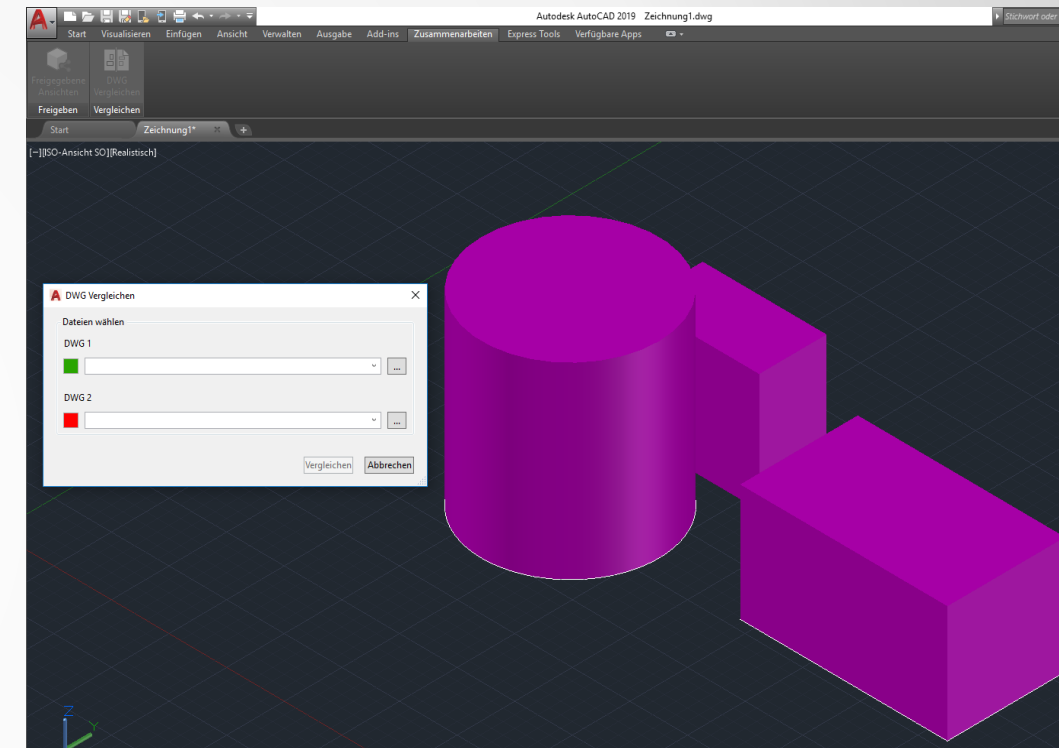 A
Autodesk AutoCAD 2019 Zeichnung1.dwg
Stichwort oder
Start Visualisieren Einfügen Ansicht Verwalten Ausgabe Add-ins Zusammenarbeiten Express Tools Verfügbare Apps
Freigegebene DWG
Ansichten Vergleichen
Freigeben Vergleichen
Start Zeichnung1*
[−][ISO-Ansicht SO][Realistisch]
A DWG Vergleichen
Dateien wählen
DWG 1
...
DWG 2
...
Vergleichen Abbrechen
Z
Y